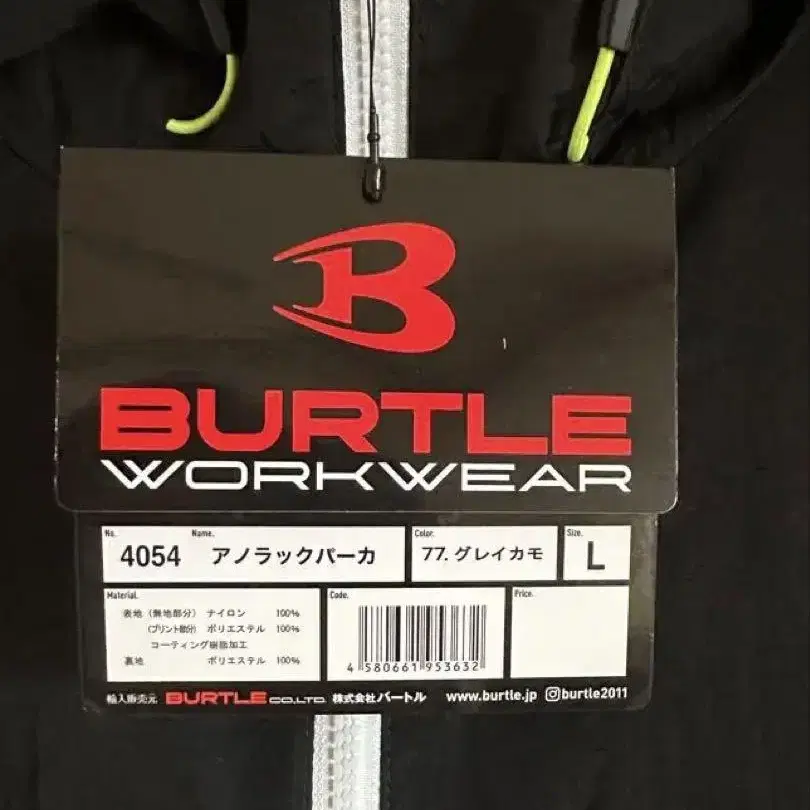 B
BURTLE
WORKWEAR
No. Name. Color. Size.
4054 アノラックパーカ 77. グレイカモ L
Material. Code. Price.
表地 (無地部分) ナイロン 100%
(プリント部分) ポリエステル 100%
コーティング樹脂加工
裏地 ポリエステル 100%
4 580661 953632
輸入販売元 BURTLE CO.,LTD. 株式会社バートル www.burtle.jp burtle2011